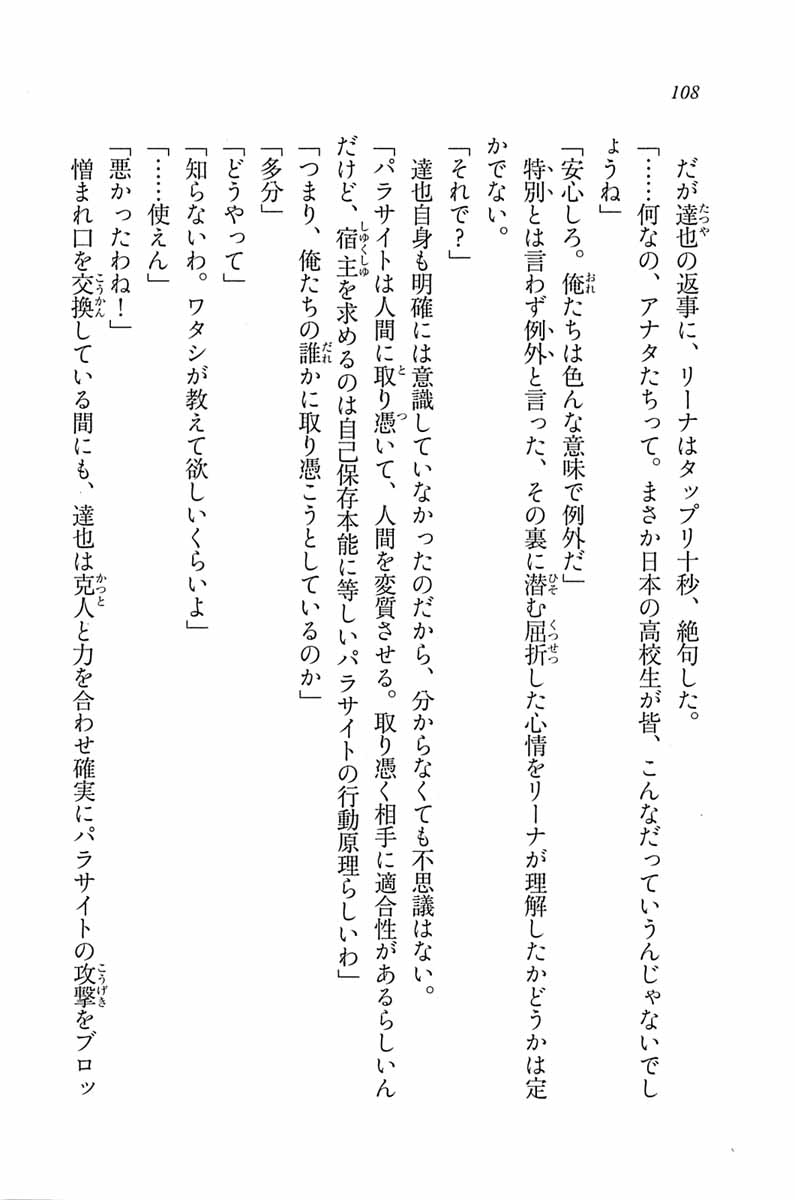 108
だが達也の返事に、リーナはタップリ十秒、絶句した。
「……何なの、アナタたちって。まさか日本の高校生が皆、こんなだっていうんじゃないでし
ょうね」
「安心しろ。俺たちは色んな意味で例外だ」
特別とは言わず例外と言った、その裏に潜む屈折した心情をリーナが理解したかどうかは定
かでない。
「それで？」
達也自身も明確には意識していなかったのだから、分からなくても不思議はない。
「パラサイトは人間に取り憑いて、人間を変質させる。取り憑く相手に適合性があるらしいん
だけど、宿主を求めるのは自己保存本能に等しいパラサイトの行動原理らしいわ」
「つまり、俺たちの誰かに取り憑こうとしているのか」
「多分」
「どうやって」
「知らないわ。ワタシが教えて欲しいくらいよ」
「……使えん」
「悪かったわね！」
憎まれ口を交換している間にも、達也は克人と力を合わせ確実にパラサイトの攻撃をブロッ